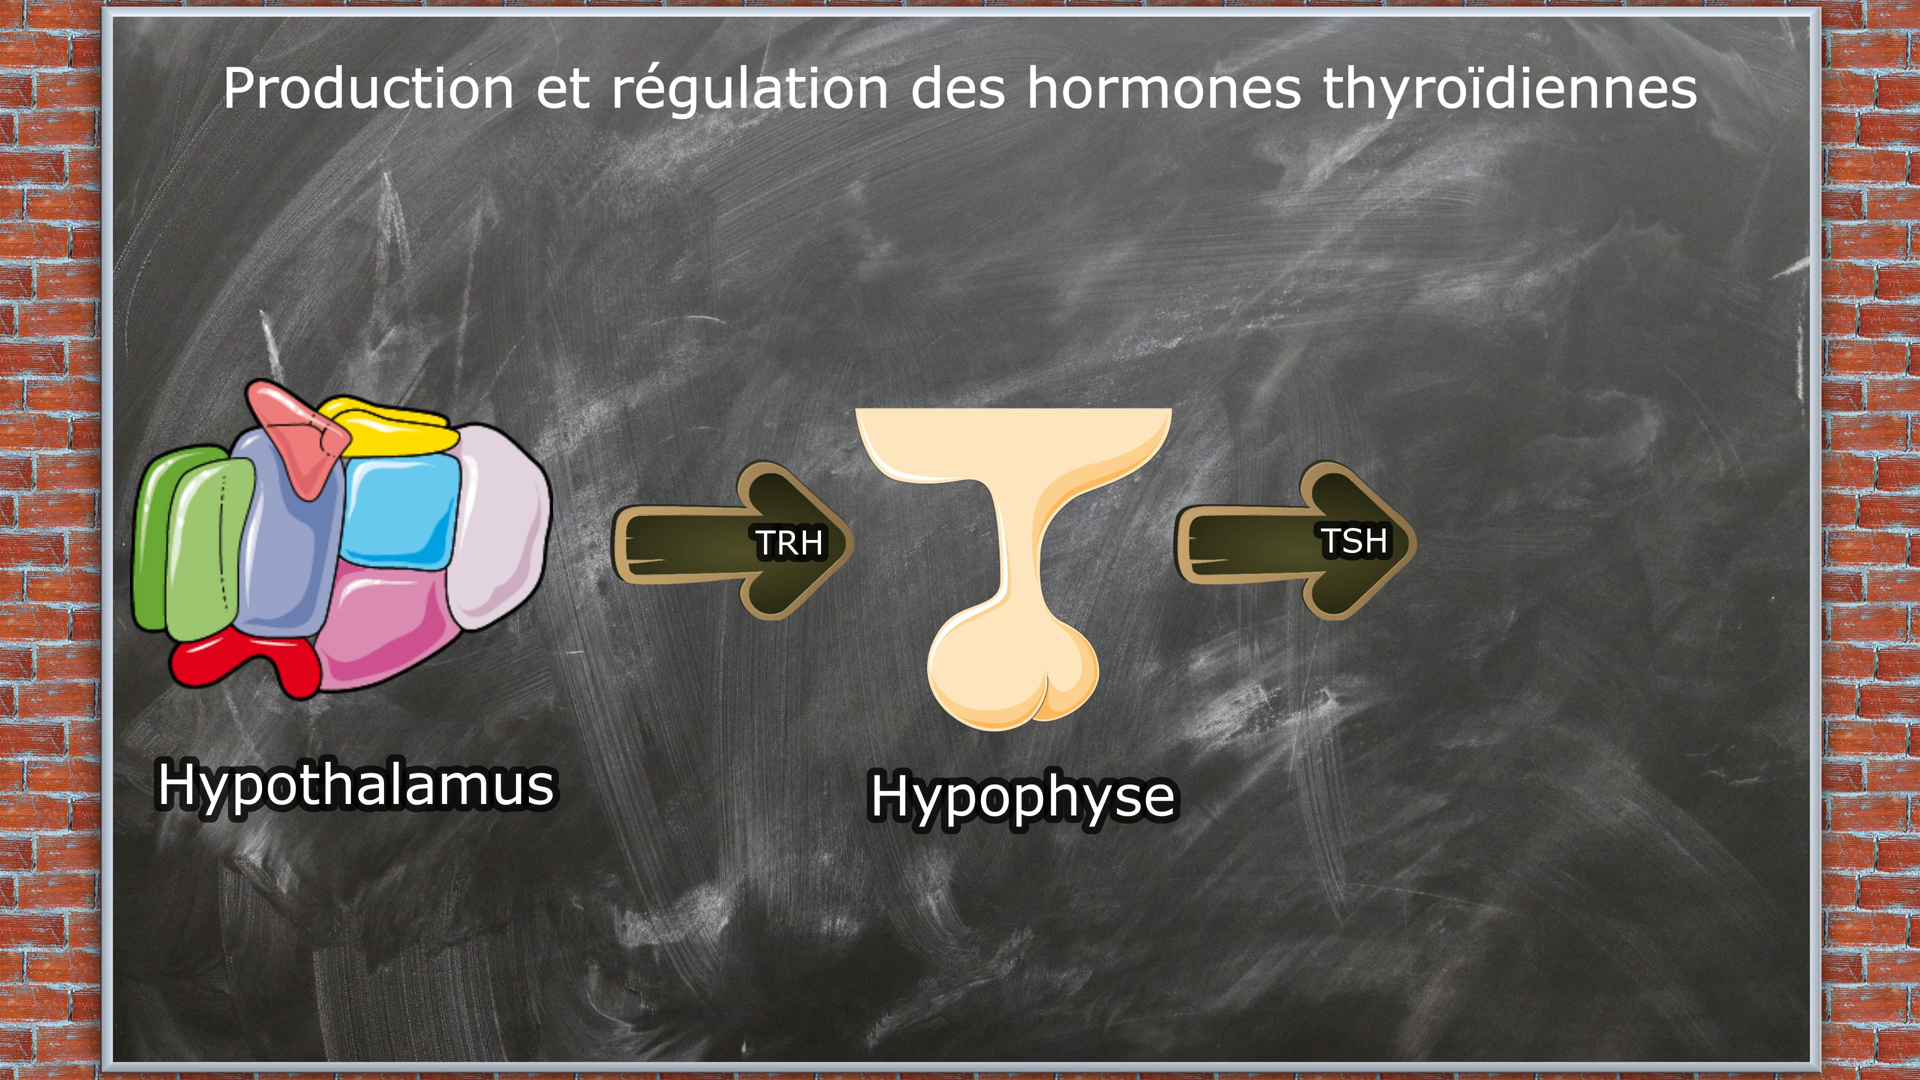 Production et régulation des hormones thyroïdiennes
TRH
TSH
Hypothalamus
Hypophyse